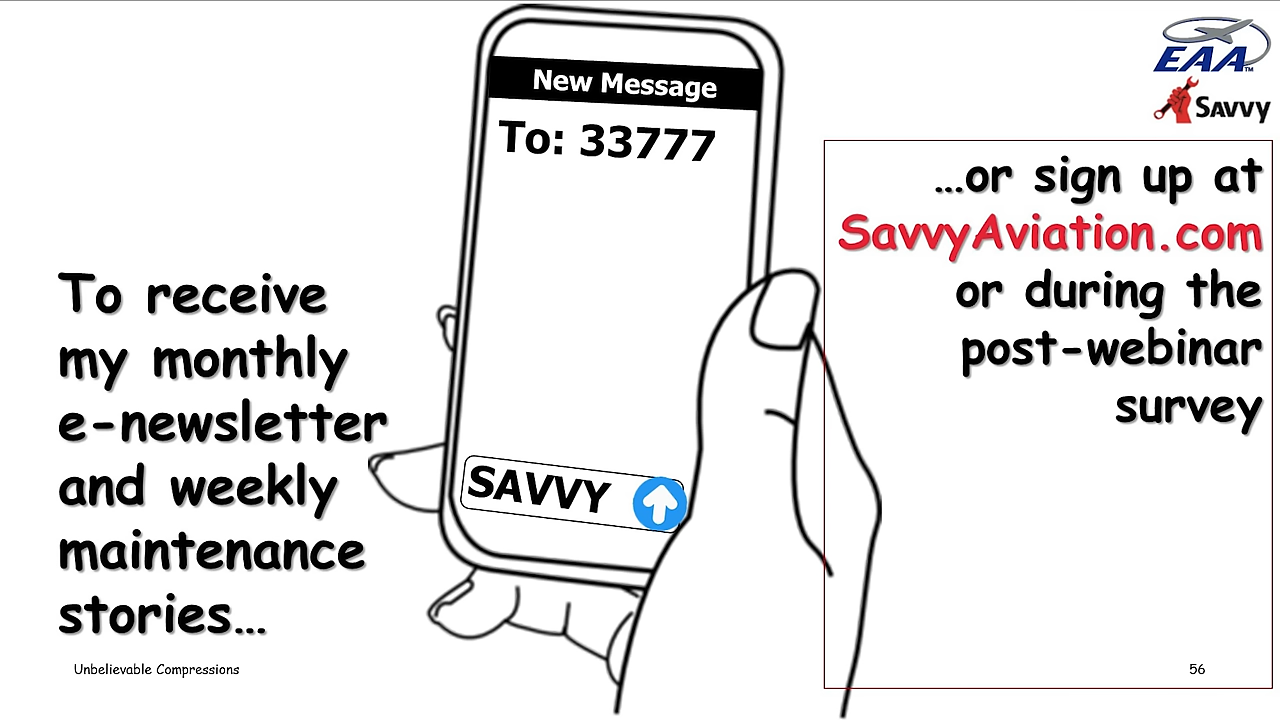 EAA™
SAVVY
New Message
To: 33777
SAVVY
To receive
my monthly
e-newsletter
and weekly
maintenance
stories…
…or sign up at
SavvyAviation.com
or during the
post-webinar
survey
Unbelievable Compressions
56